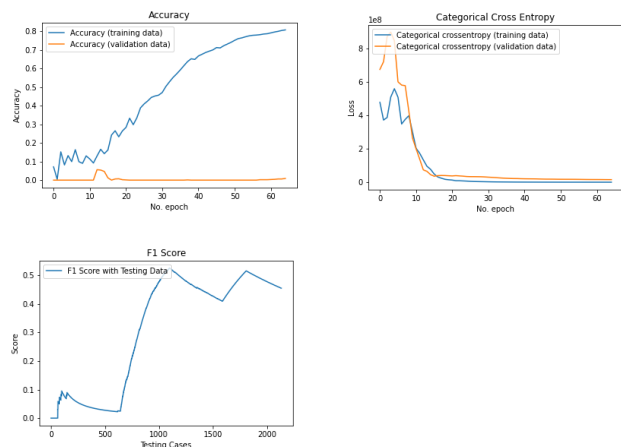 Accuracy
Accuracy (training data)
Accuracy (validation data)
Accuracy
0.8
0.7
0.6
0.5
0.4
0.3
0.2
0.1
0.0
0 10 20 30 40 50 60
No. epoch
Categorical Cross Entropy
1e8
Categorical crossentropy (training data)
Categorical crossentropy (validation data)
Loss
8
6
4
2
0
0 10 20 30 40 50 60
No. epoch
F1 Score
F1 Score with Testing Data
Score
0.5
0.4
0.3
0.2
0.1
0.0
0 500 1000 1500 2000
Testing Cases